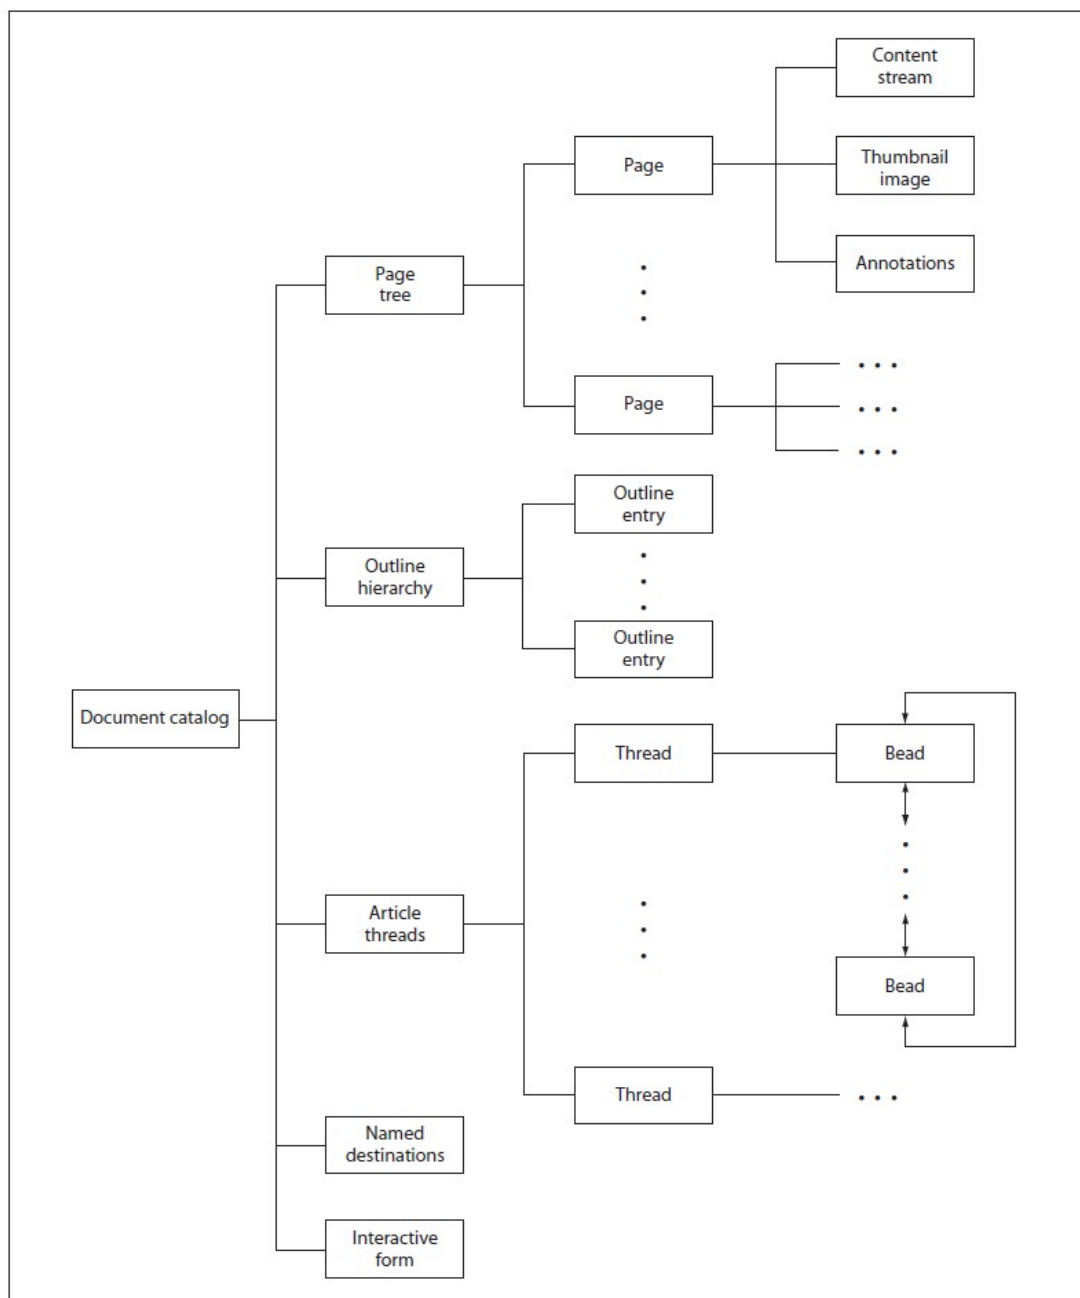 Content
stream
Page
Thumbnail
image
Annotations
Page
tree
• • •
Page
• • •
• • •
Outline
entry
Outline
hierarchy
Outline
entry
Document catalog
Thread
Bead
Article
threads
Bead
Thread
• • •
Named
destinations
Interactive
form